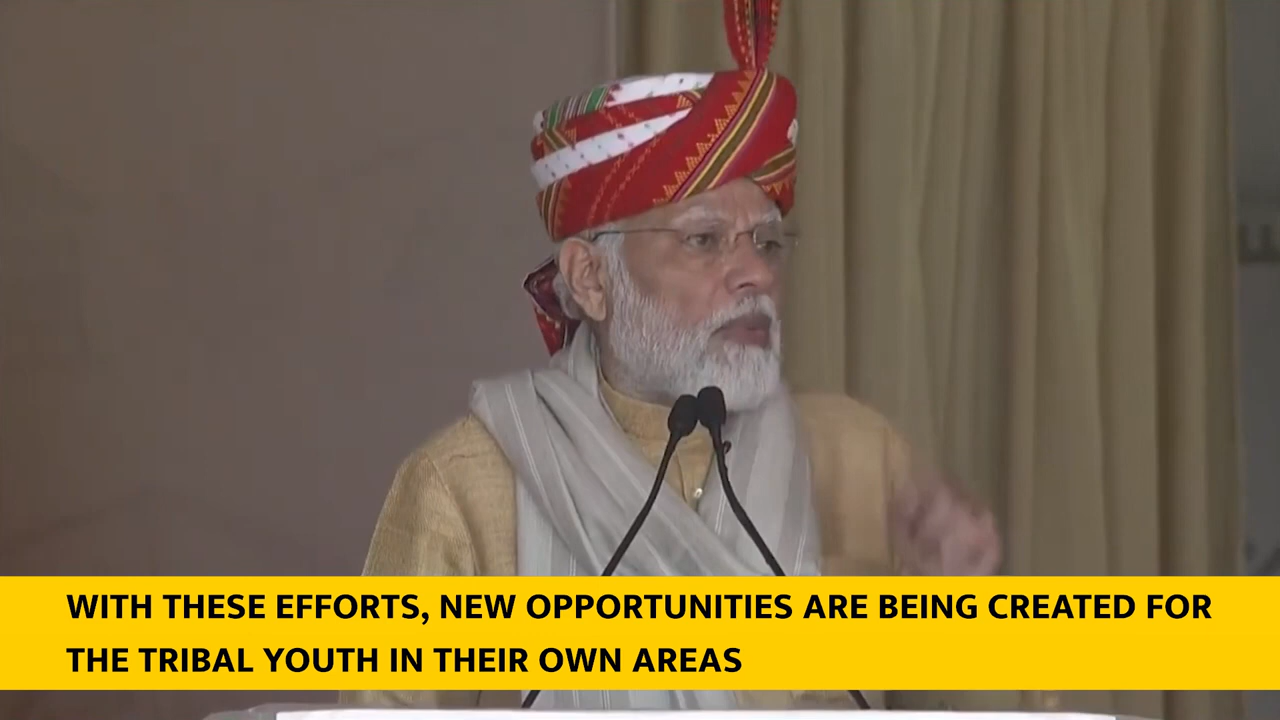 WITH THESE EFFORTS, NEW OPPORTUNITIES ARE BEING CREATED FOR
THE TRIBAL YOUTH IN THEIR OWN AREAS